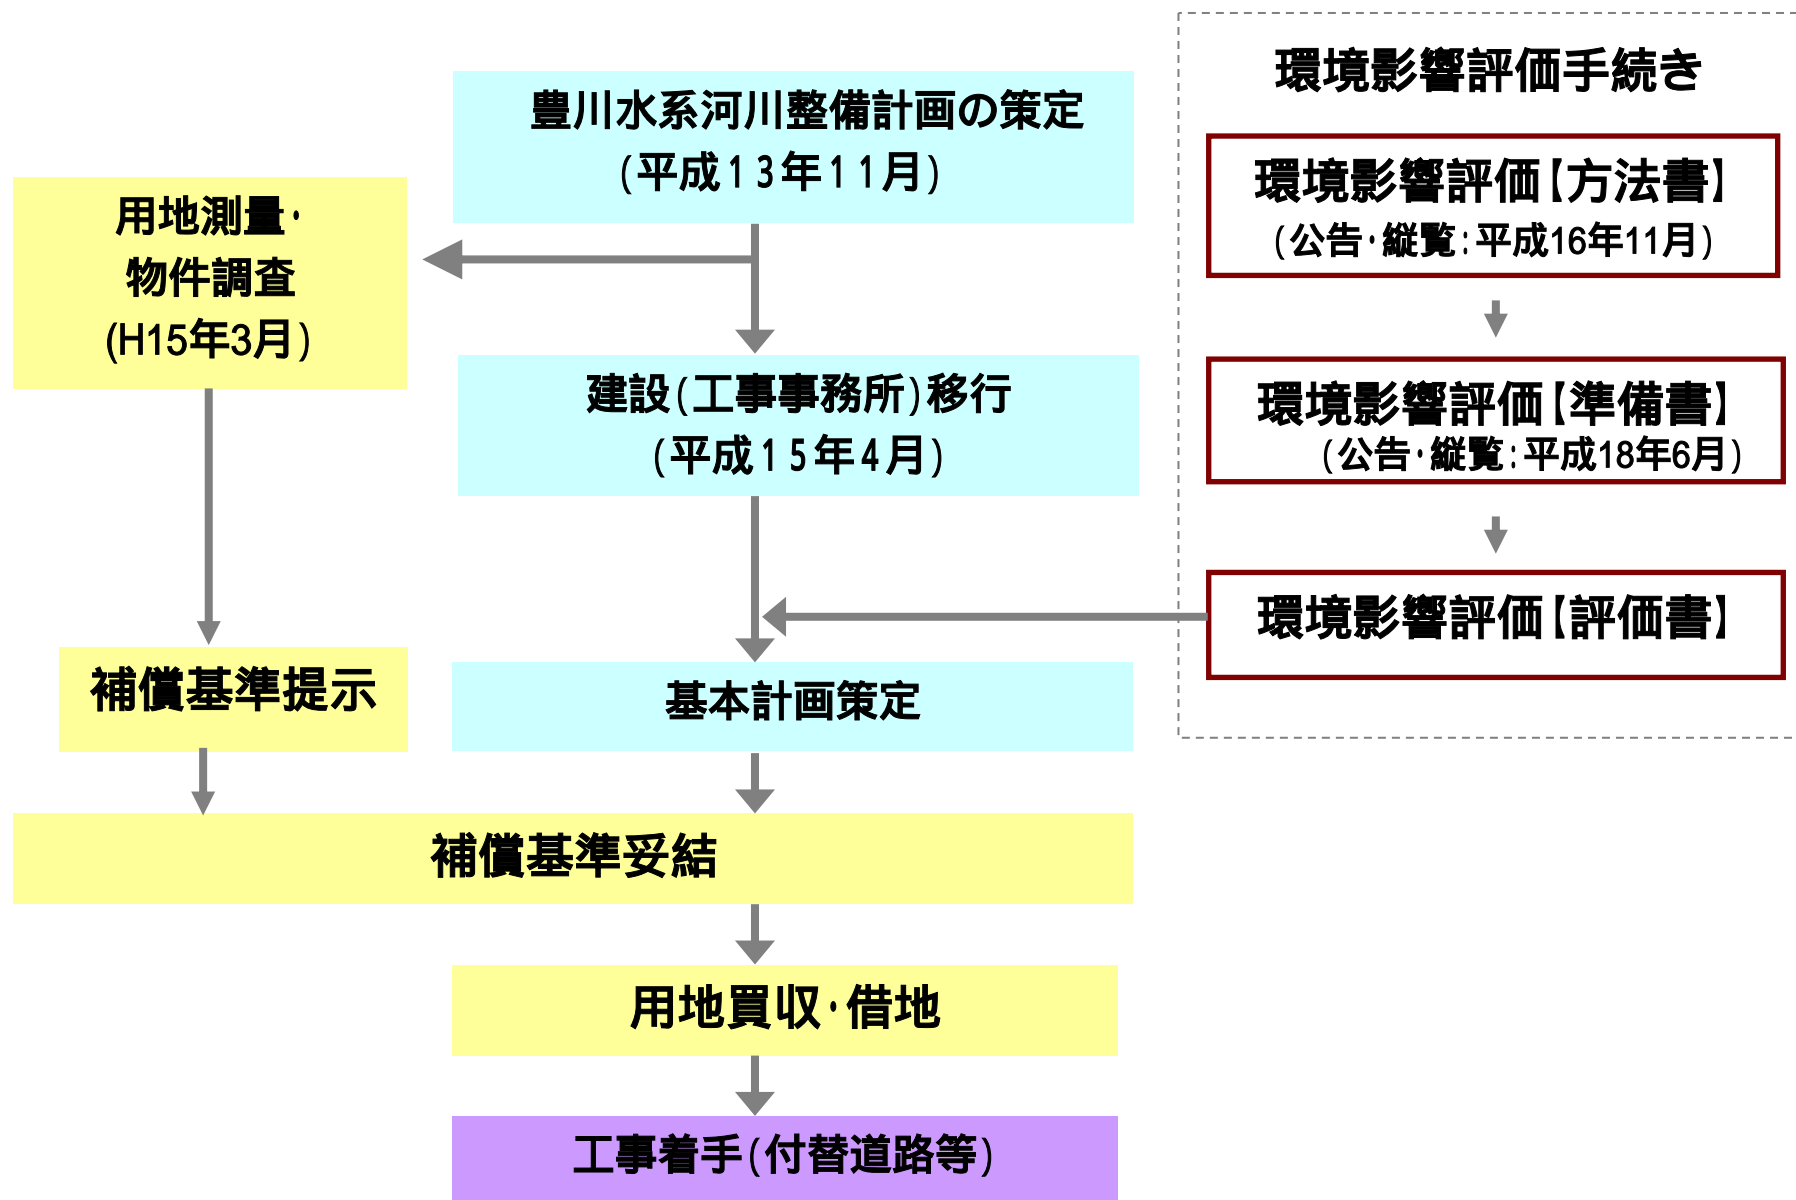 豊川水系河川整備計画の策定
(平成13年11月)
用地測量・
物件調査
(H15年3月)
建設(工事事務所)移行
(平成15年4月)
環境影響評価手続き
環境影響評価【方法書】
(公告・縦覧:平成16年11月)
環境影響評価【準備書】
(公告・縦覧:平成18年6月)
環境影響評価【評価書】
補償基準提示
基本計画策定
補償基準妥結
用地買収・借地
工事着手(付替道路等)